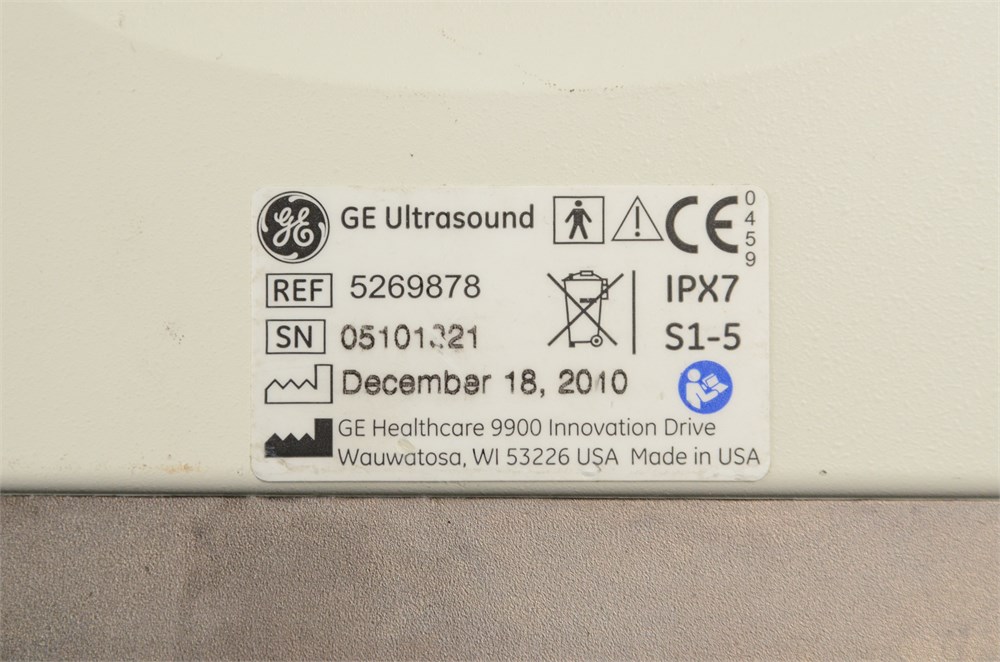 GE
GE Ultrasound
CE
0459
REF 5269878
IPX7
SN
S1-5
December 18, 2010
GE Healthcare 9900 Innovation Drive
Wauwatosa, WI 53226 USA Made in USA